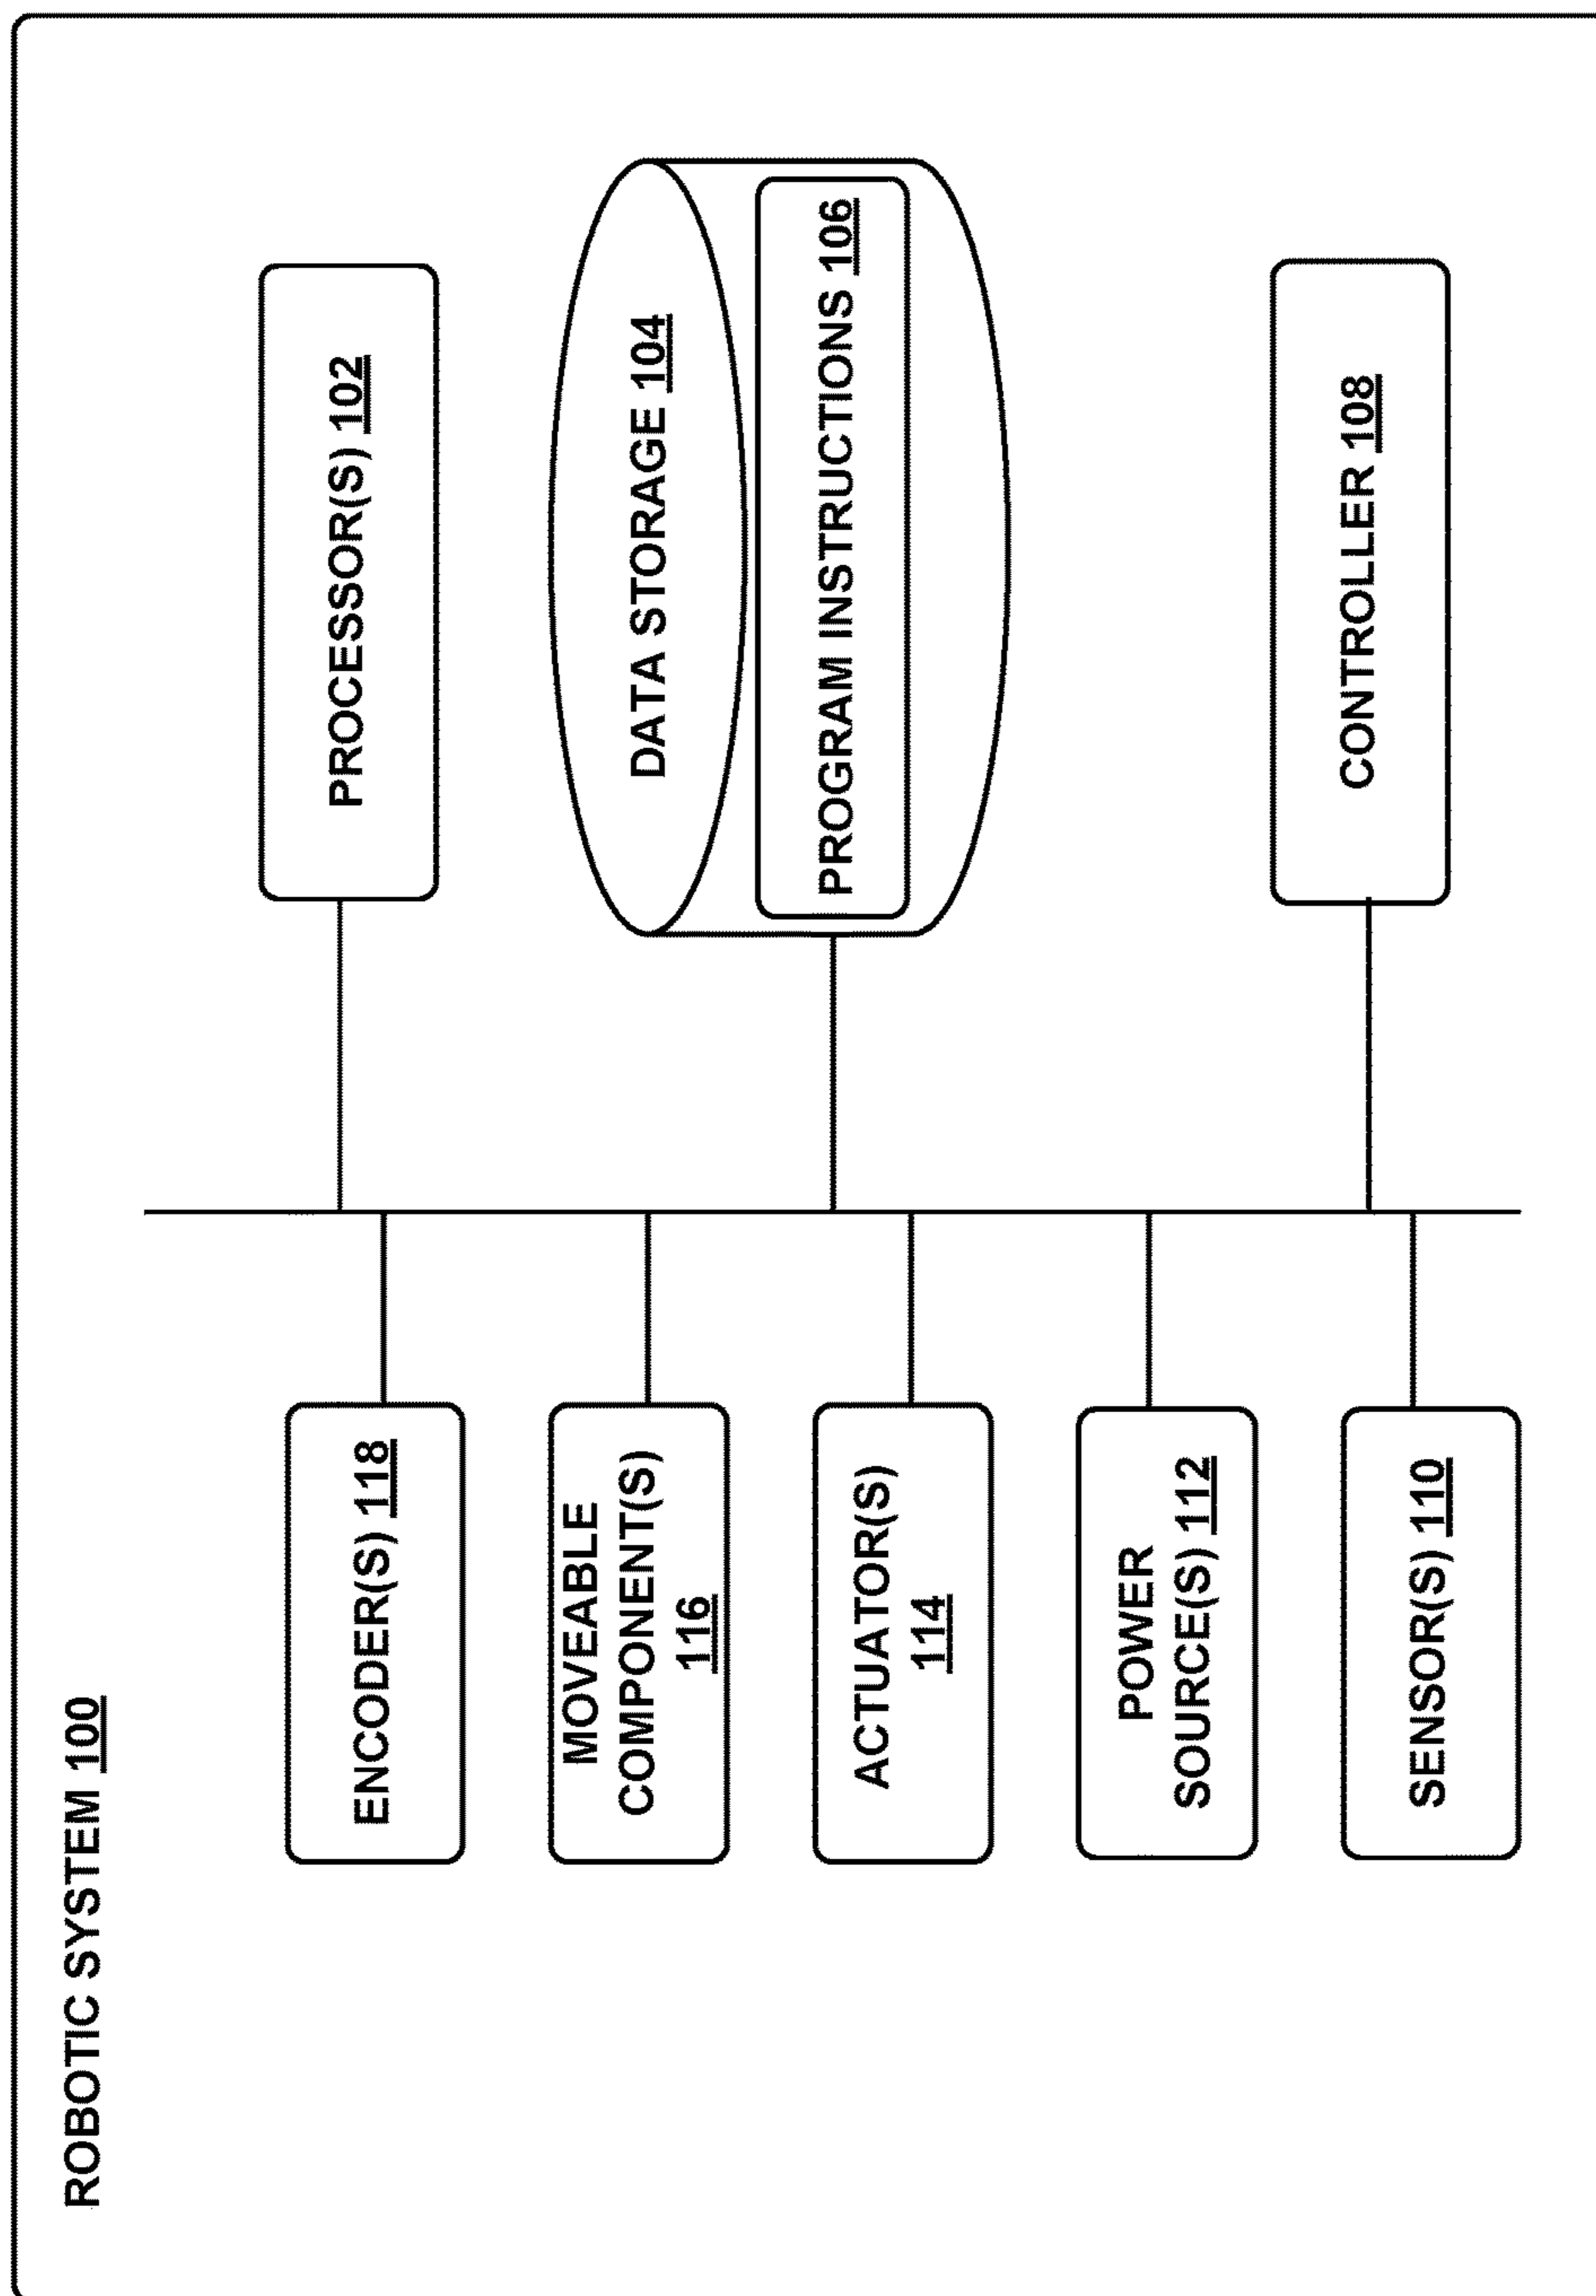 ROBOTIC SYSTEM 100
PROCESSOR(S) 102
DATA STORAGE 104
PROGRAM INSTRUCTIONS 106
CONTROLLER 108
ENCODER(S) 118
MOVEABLE
COMPONENT(S)
116
ACTUATOR(S)
114
POWER
SOURCE(S) 112
SENSOR(S) 110